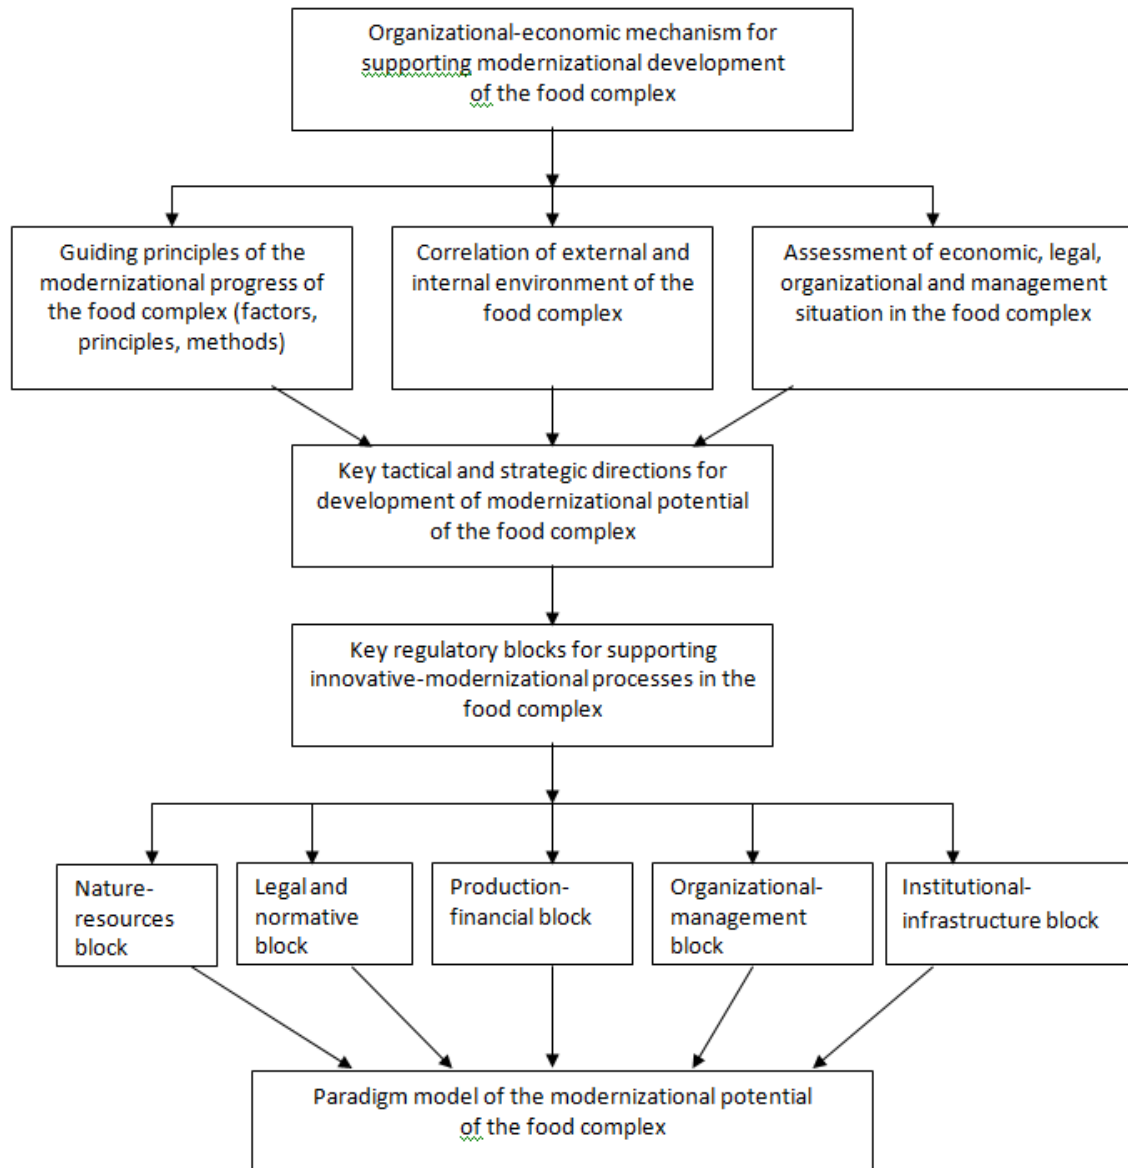 Organizational-economic mechanism for
supporting modernizational development
of the food complex
Guiding principles of the
modernizational progress of
the food complex (factors,
principles, methods)
Correlation of external and
internal environment of the
food complex
Assessment of economic, legal,
organizational and management
situation in the food complex
Key tactical and strategic directions for
development of modernizational potential
of the food complex
Key regulatory blocks for supporting
innovative-modernizational processes in the
food complex
Nature-
resources
block
Legal and
normative
block
Production-
financial block
Organizational-
management
block
Institutional-
infrastructure block
Paradigm model of the modernizational potential
of the food complex